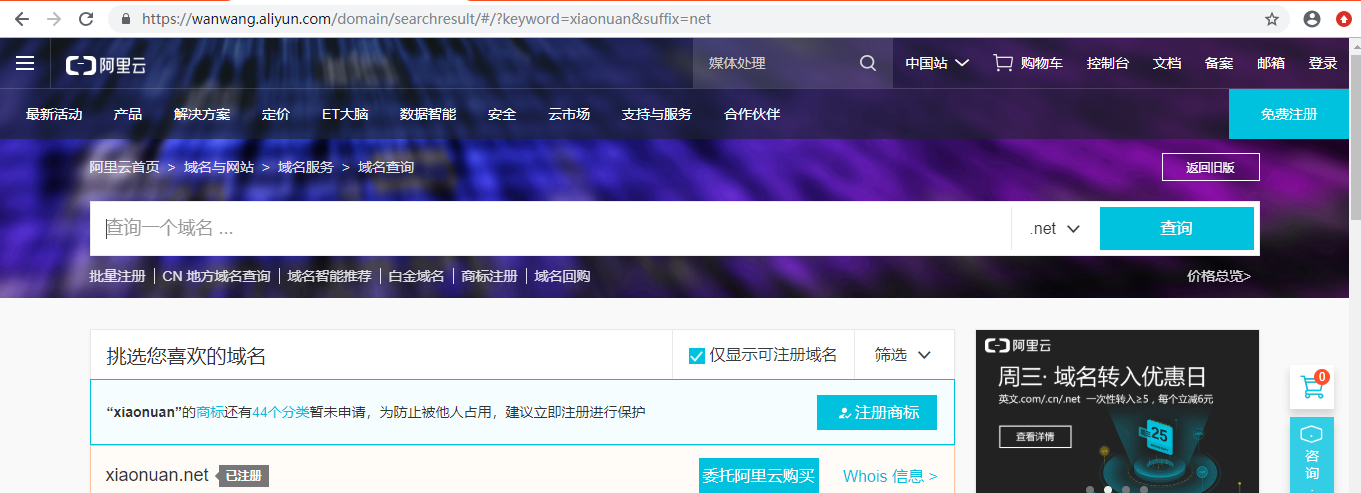 https://wanwang.aliyun.com/domain/searchresult/#/?keyword=xiaonuan&suffix=net
阿里云 媒体处理 中国站 购物车 控制台 文档 备案 邮箱 登录
最新活动 产品 解决方案 定价 ET大脑 数据智能 安全 云市场 支持与服务 合作伙伴 免费注册
阿里云首页 > 域名与网站 > 域名服务 > 域名查询 返回旧版
查询一个域名 ... .net 查询
批量注册 CN 地方域名查询 域名智能推荐 白金域名 商标注册 域名回购 价格总览>
挑选您喜欢的域名 仅显示可注册域名 筛选
“xiaonuan”的商标还有44个分类暂未申请，为防止被他人占用，建议立即注册进行保护 注册商标
xiaonuan.net 已注册 委托阿里云购买 Whois 信息 >
阿里云
周三· 域名转入优惠日
英文.com/.cn/.net 一次性转入≥5，每个立减6元
查看详情
25
0
咨
询